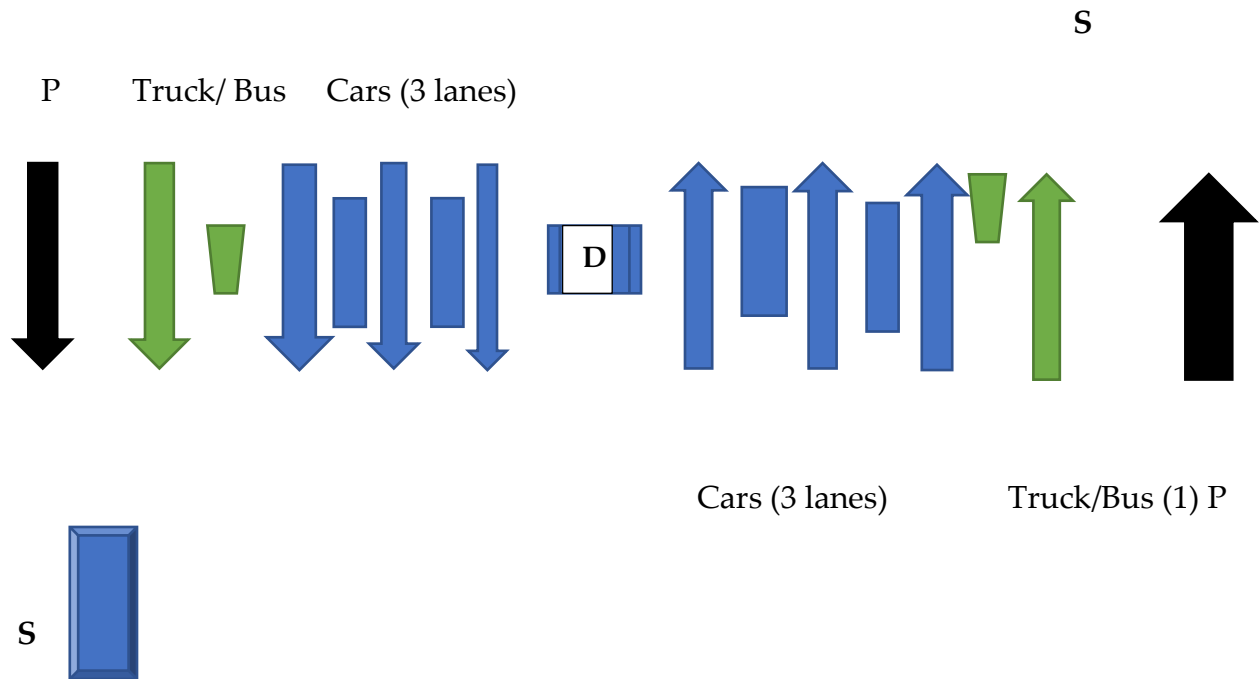 S
P Truck/ Bus Cars (3 lanes)
D
Cars (3 lanes) Truck/Bus (1) P
S